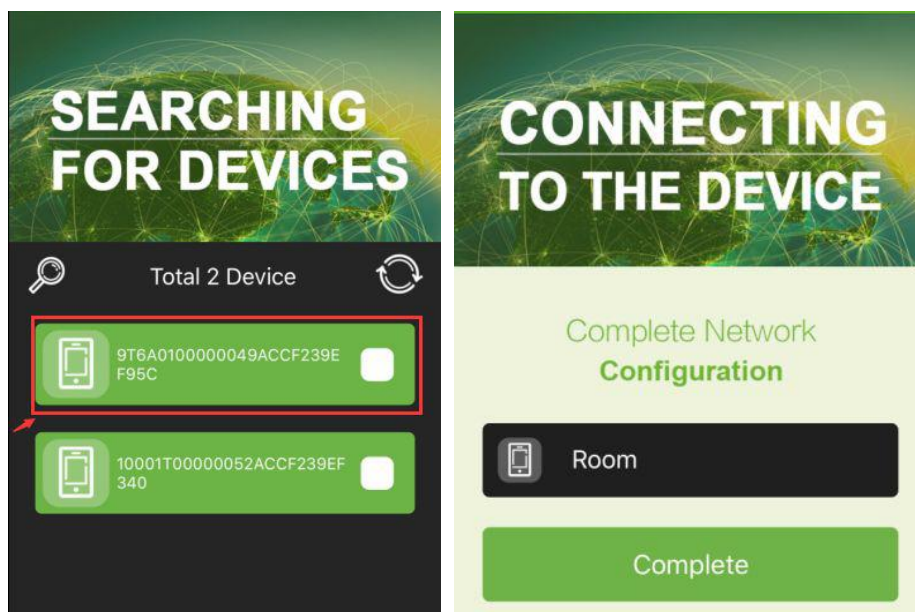 SEARCHING
FOR DEVICES
Total 2 Device
9T6A0100000049ACCF239E
F95C
10001T00000052ACCF239EF
340
CONNECTING
TO THE DEVICE
Complete Network
Configuration
Room
Complete